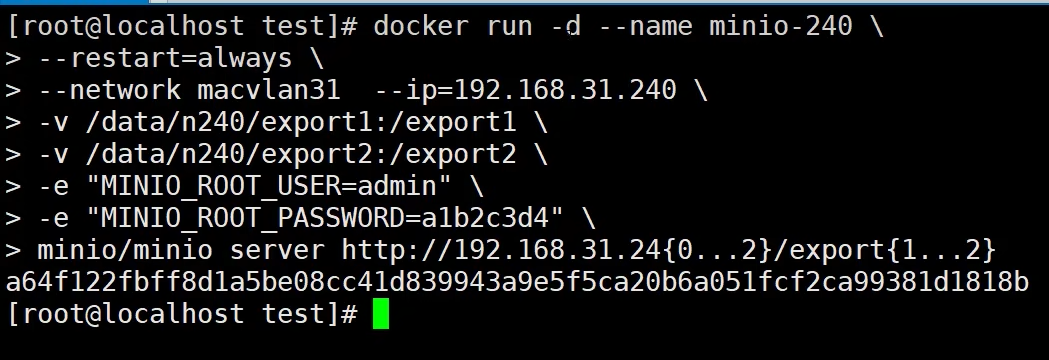 [root@localhost test]# docker run -d --name minio-240 \
> --restart=always \
> --network macvlan31  --ip=192.168.31.240 \
> -v /data/n240/export1:/export1 \
> -v /data/n240/export2:/export2 \
> -e "MINIO_ROOT_USER=admin" \
> -e "MINIO_ROOT_PASSWORD=a1b2c3d4" \
> minio/minio server http://192.168.31.24{0...2}/export{1...2}
a64f122fbff8d1a5be08cc41d839943a9e5f5ca20b6a051fcf2ca99381d1818b
[root@localhost test]#